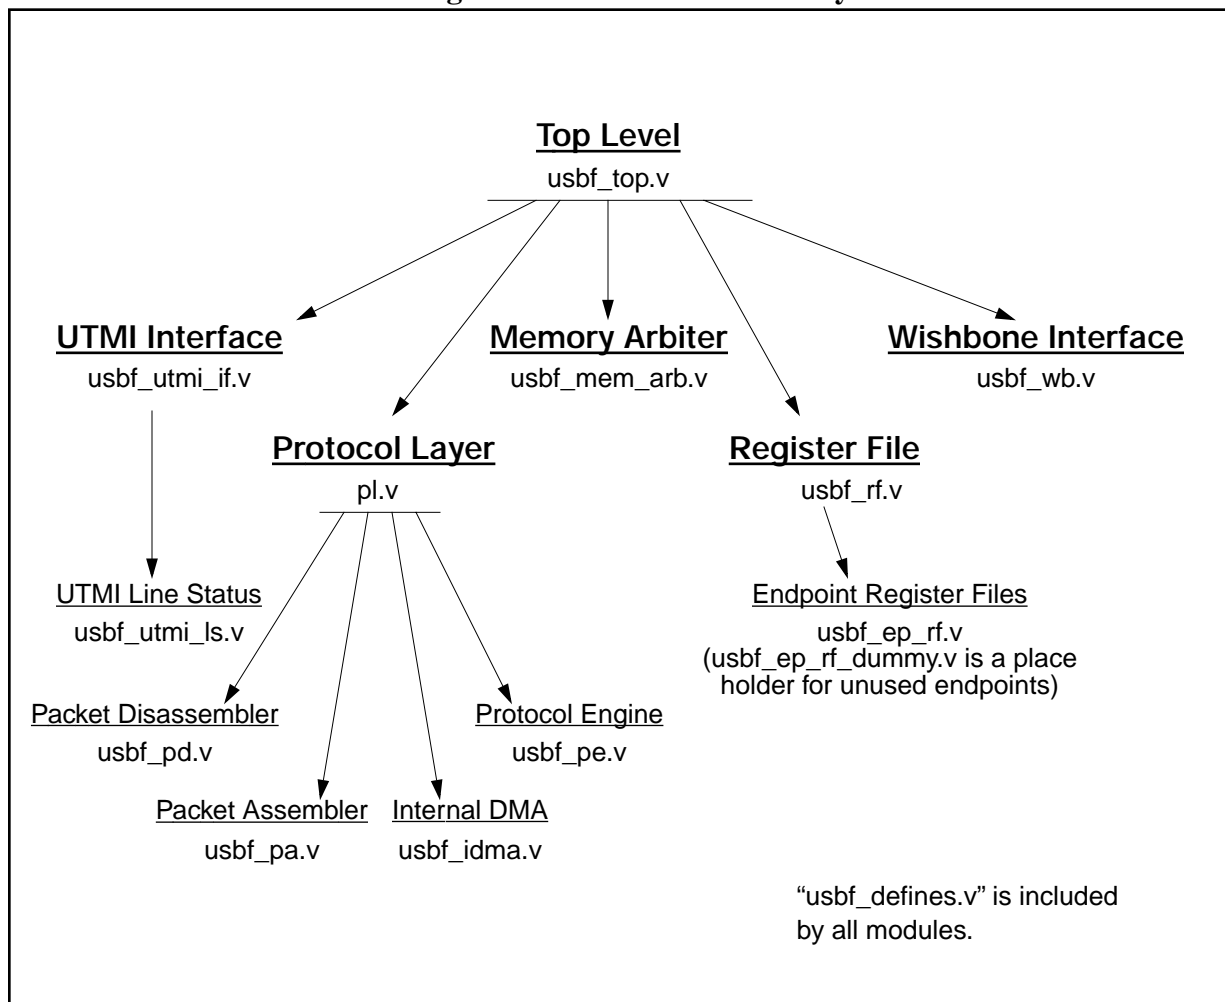 Top Level
usbf_top.v
UTMI Interface
usbf_utmi_if.v
Memory Arbiter
usbf_mem_arb.v
Wishbone Interface
usbf_wb.v
Protocol Layer
pl.v
Register File
usbf_rf.v
UTMI Line Status
usbf_utmi_ls.v
Endpoint Register Files
usbf_ep_rf.v
(usbf_ep_rf_dummy.v is a place
holder for unused endpoints)
Packet Disassembler
usbf_pd.v
Protocol Engine
usbf_pe.v
Packet Assembler
usbf_pa.v
Internal DMA
usbf_idma.v
“usbf_defines.v” is included
by all modules.